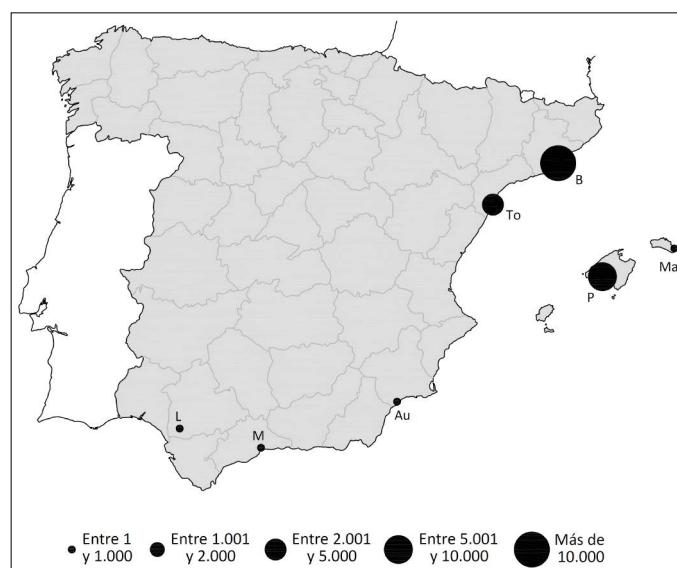 B
To
Ma
P
Au
L
M
Entre 1
y 1.000
Entre 1.001
y 2.000
Entre 2.001
y 5.000
Entre 5.001
y 10.000
Más de
10.000